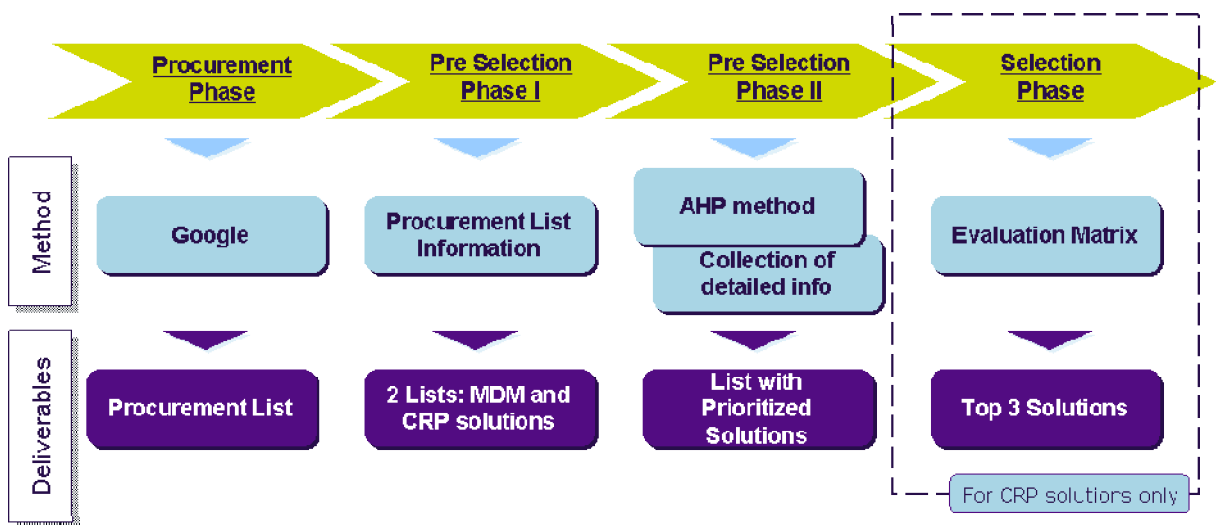 Procurement
Phase
Pre Selection
Phase I
Pre Selection
Phase II
Selection
Phase
Method
Google
Procurement List
Information
AHP method
Collection of
detailed info
Evaluation Matrix
Deliverables
Procurement List
2 Lists: MDM and
CRP solutions
List with
Prioritized
Solutions
Top 3 Solutions
For CRP solutions only